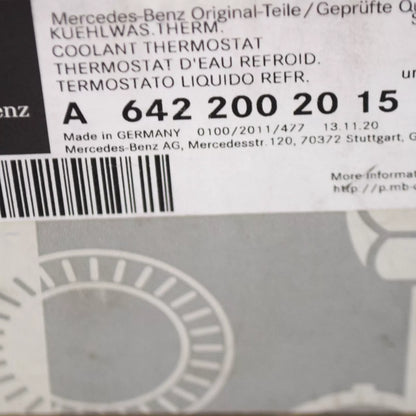 Mercedes-Benz Original-Teile/Geprüfte
KUEHLWAS.THERM.
COOLANT THERMOSTAT
THERMOSTAT D'EAU REFROID.
TERMOSTATO LIQUIDO REFR.
un
enz
A 642 200 20 15
Made in GERMANY 0100/2011/477 13.11.20
Mercedes-Benz AG, Mercedesstr.120, 70372 Stuttgart, G
More informat
http://p.mb-